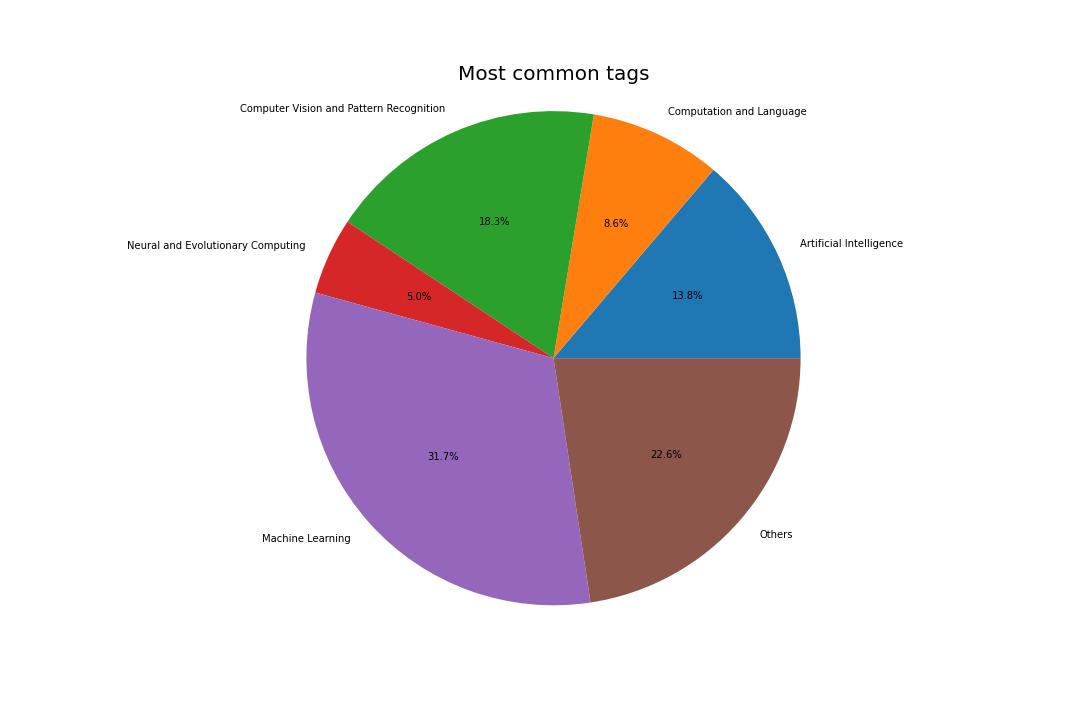 Most common tags
Computer Vision and Pattern Recognition
Computation and Language
18.3%
8.6%
Neural and Evolutionary Computing
Artificial Intelligence
5.0%
13.8%
31.7%
22.6%
Machine Learning
Others